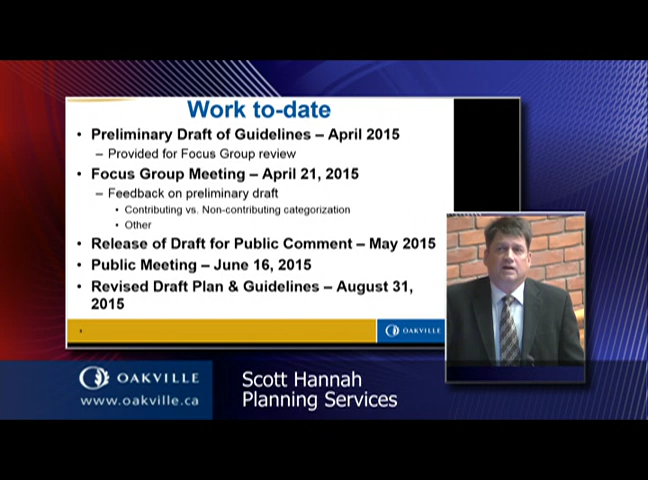 Work to-date
• Preliminary Draft of Guidelines – April 2015
– Provided for Focus Group review
• Focus Group Meeting – April 21, 2015
– Feedback on preliminary draft
• Contributing vs. Non-contributing categorization
• Other
• Release of Draft for Public Comment – May 2015
• Public Meeting – June 16, 2015
• Revised Draft Plan & Guidelines – August 31,
2015
OAKVILLE
OAKVILLE
www.oakville.ca
Scott Hannah
Planning Services